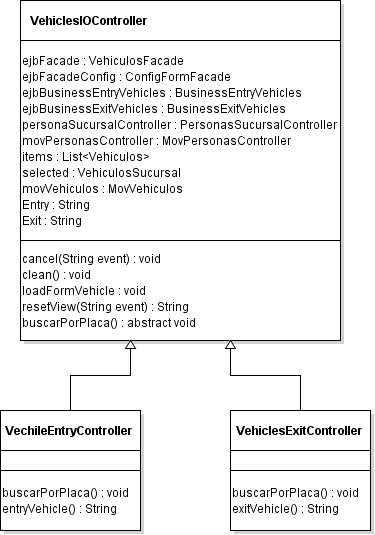 VehiclesIOController
ejbFacade : VehiculosFacade
ejbFacadeConfig : ConfigFormFacade
ejbBusinessEntryVehicles : BusinessEntryVehicles
ejbBusinessExitVehicles : BusinessExitVehicles
personaSucursalController : PersonasSucursalController
movPersonasController : MovPersonasController
items : List<Vehiculos>
selected : VehiculosSucursal
movVehiculos : MovVehiculos
Entry : String
Exit : String
cancel(String event) : void
clean() : void
loadFormVehicle : void
resetView(String event) : String
buscarPorPlaca() : abstract void
VechileEntryController
buscarPorPlaca() : void
entryVehicle() : String
VehiclesExitController
buscarPorPlaca() : void
exitVehicle() : String